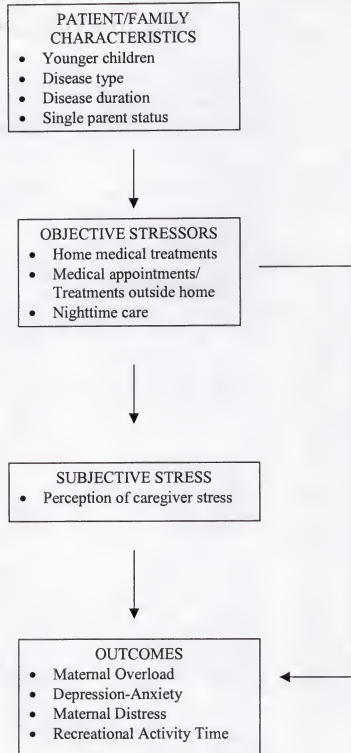 PATIENT/FAMILY
CHARACTERISTICS
• Younger children
• Disease type
• Disease duration
• Single parent status
OBJECTIVE STRESSORS
• Home medical treatments
• Medical appointments/
Treatments outside home
• Nighttime care
SUBJECTIVE STRESS
• Perception of caregiver stress
OUTCOMES
• Maternal Overload
• Depression-Anxiety
• Maternal Distress
• Recreational Activity Time